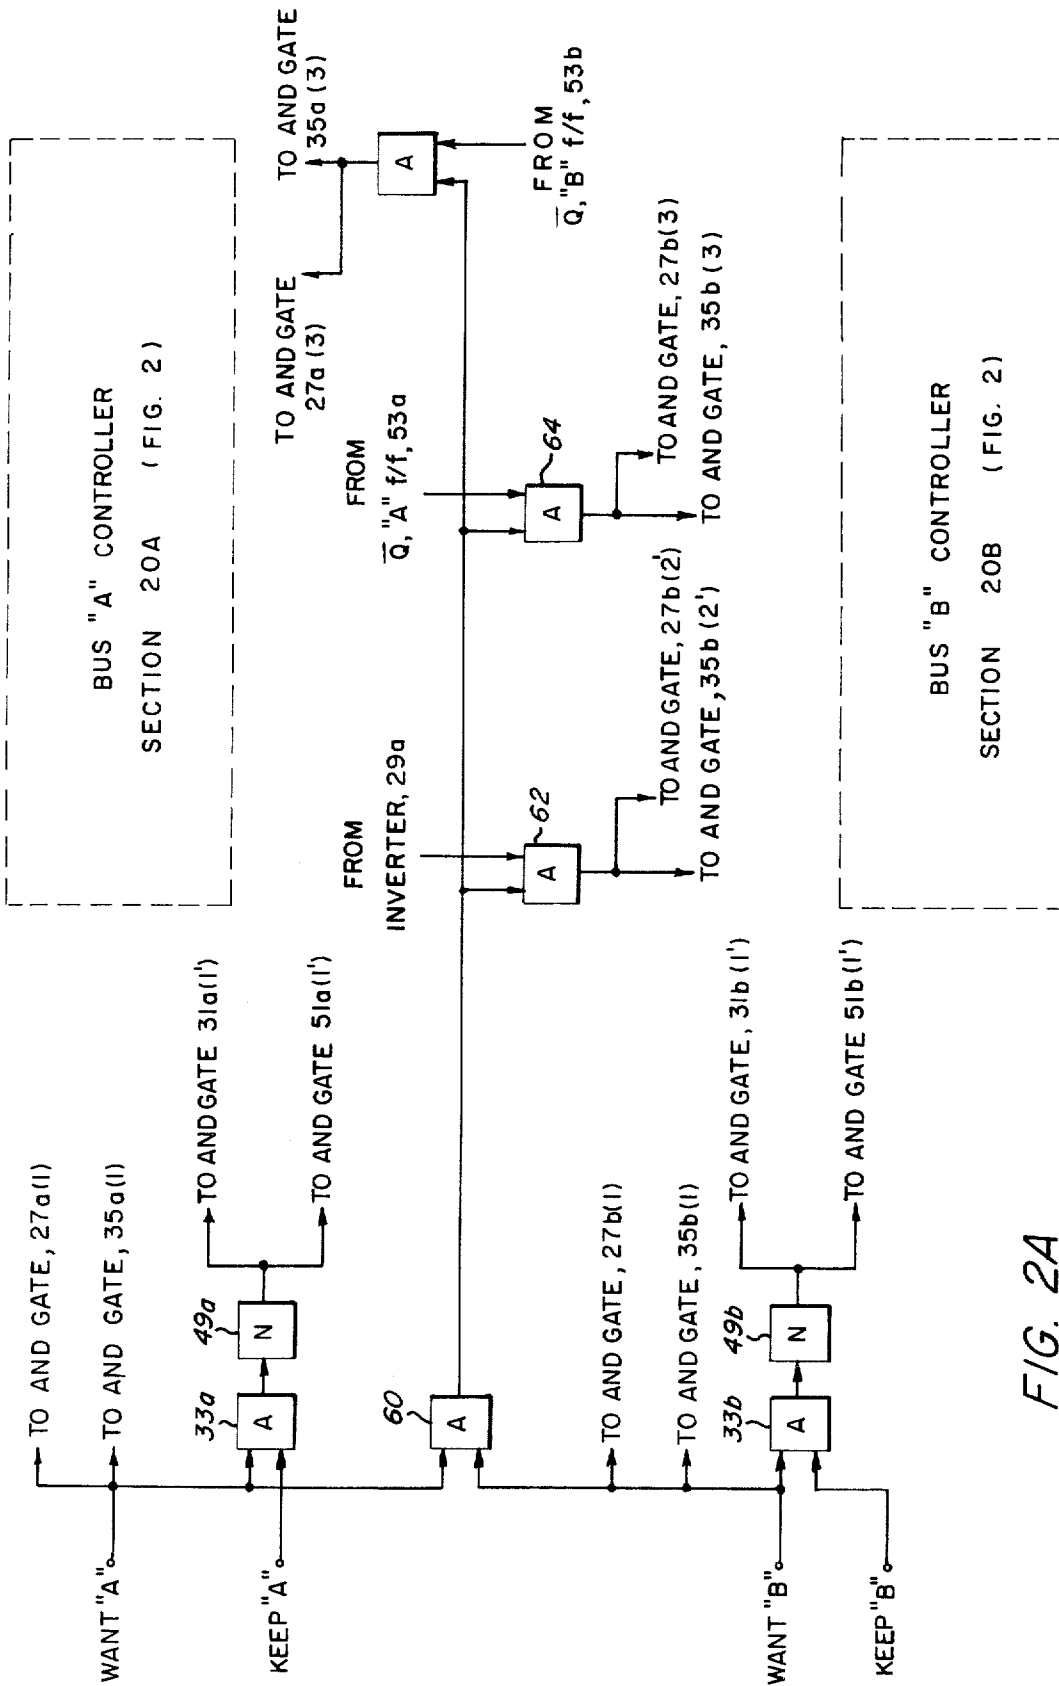 TO AND GATE, 27a(1)
TO AND GATE, 35a(1)
WANT "A"
33a
A
49a
N
TO AND GATE 31a(1')
TO AND GATE 51a(1')
KEEP "A"
BUS "A" CONTROLLER
SECTION 20A (FIG. 2)
60
A
FROM
INVERTER, 29a
A
62
TO AND GATE, 27b(2')
TO AND GATE, 35b(2')
FROM
Q, "A" f/f, 53a
A
64
TO AND GATE, 27b(3)
TO AND GATE, 35b(3)
TO AND GATE
27a(3)
TO AND GATE
35a(3)
A
FROM
Q, "B" f/f, 53b
TO AND GATE, 27b(1)
TO AND GATE, 35b(1)
WANT "B"
33b
A
49b
N
TO AND GATE, 31b(1')
TO AND GATE 51b(1')
KEEP "B"
BUS "B" CONTROLLER
SECTION 20B (FIG. 2)
FIG. 2A